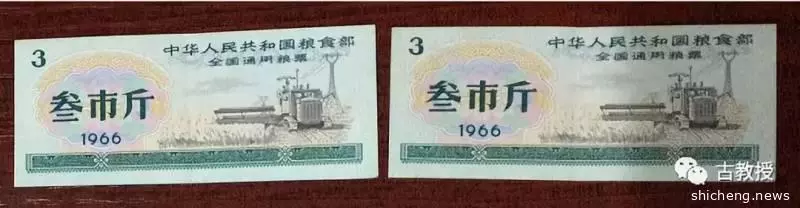 3
中华人民共和国粮食部
全国通用粮票
叁市斤
1966
3
中华人民共和国粮食部
全国通用粮票
叁市斤
1966
古教授
shicheng.news